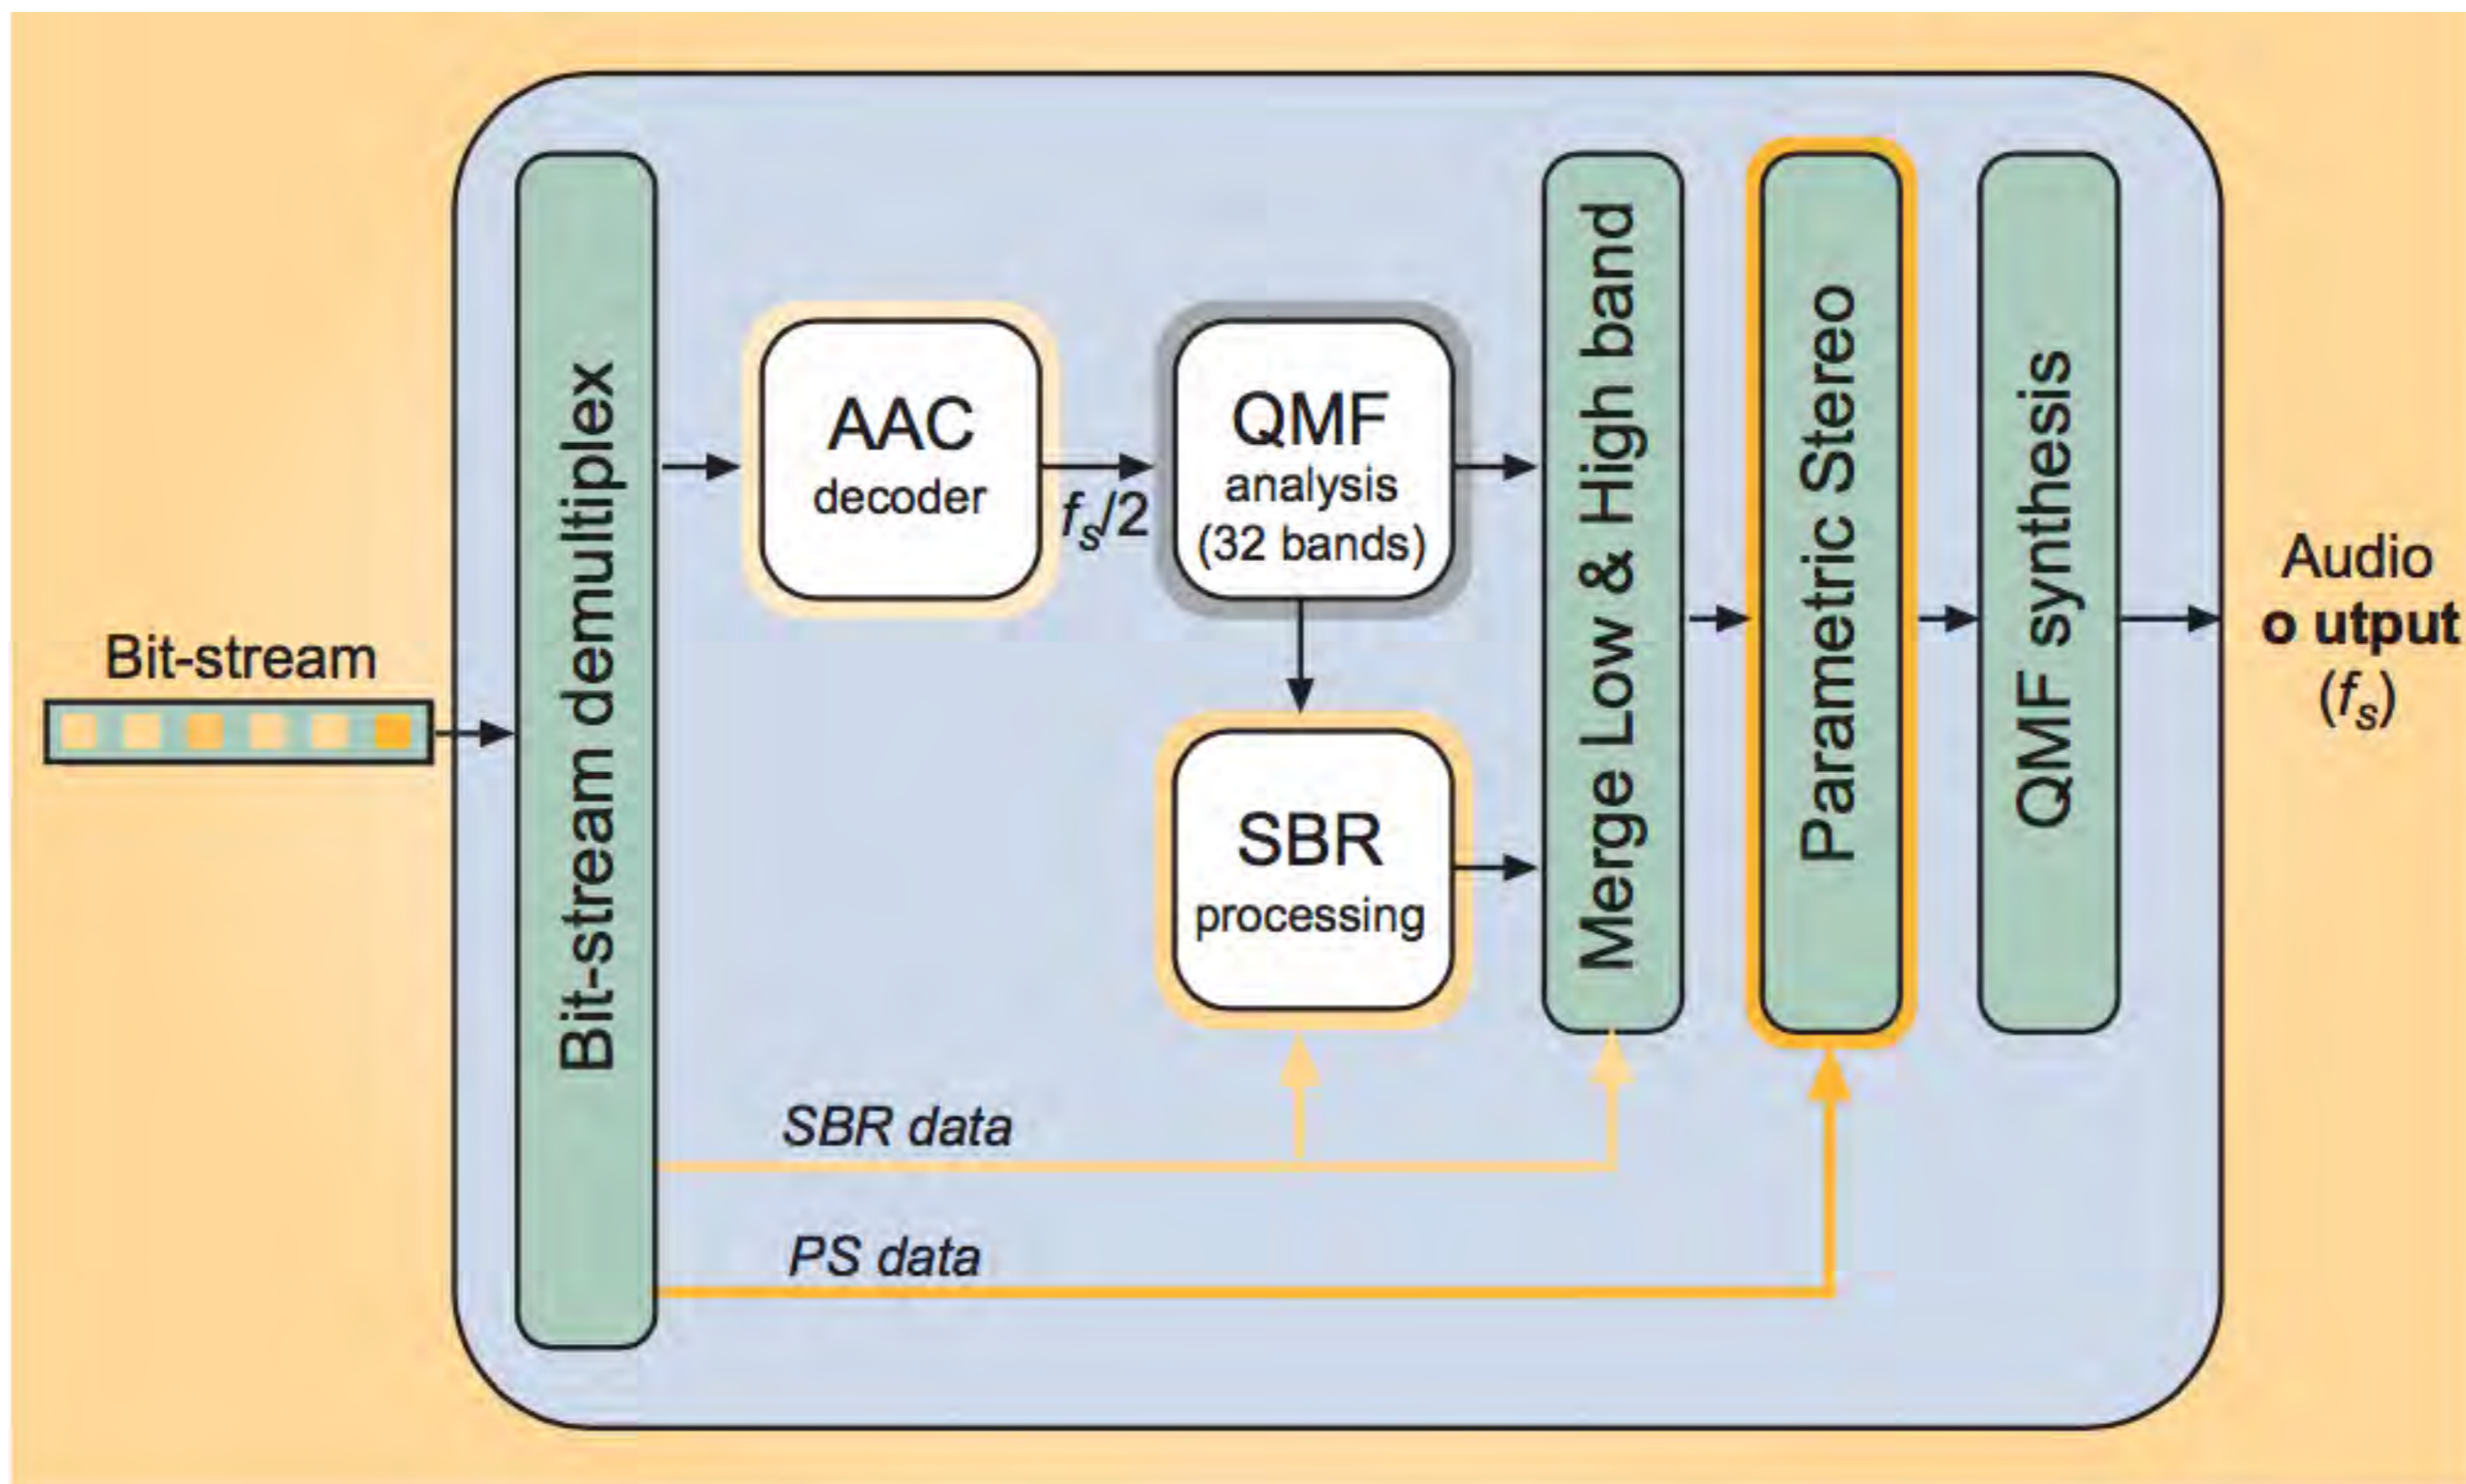 Bit-stream
Bit-stream demultiplex
AAC
decoder
fs/2
QMF
analysis
(32 bands)
SBR
processing
Merge Low & High band
Parametric Stereo
QMF synthesis
Audio
o utput
(fs)
SBR data
PS data